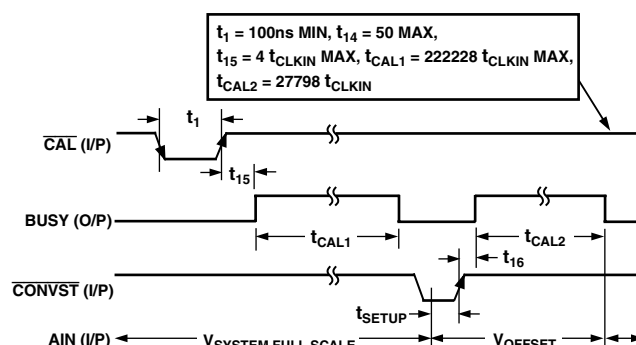 t1 = 100ns MIN, t14 = 50 MAX,
t15 = 4 tCLKIN MAX, tCAL1 = 222228 tCLKIN MAX,
tCAL2 = 27798 tCLKIN
t1
CAL (I/P)
t15
BUSY (O/P)
tCAL1
tCAL2
t16
CONVST (I/P)
tSETUP
AIN (I/P)
VSYSTEM FULL SCALE
VOFFSET